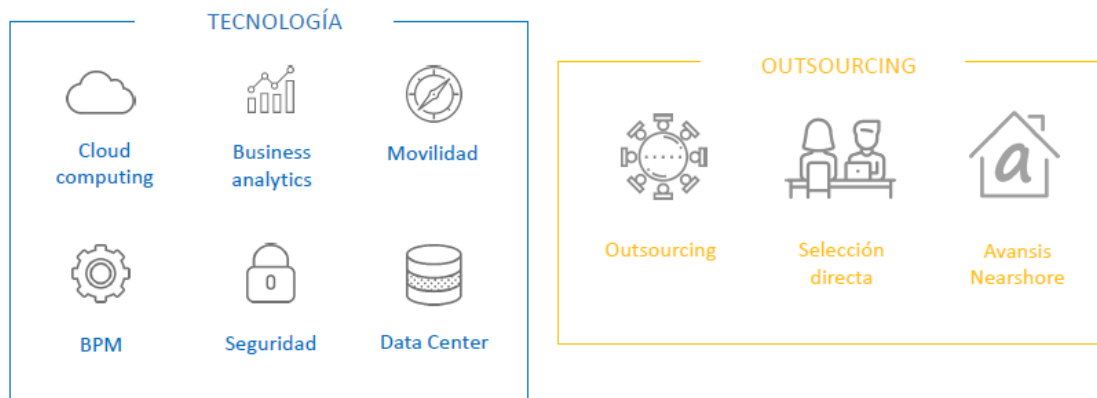 TECNOLOGÍA
Cloud
computing
Business
analytics
Movilidad
BPM
Seguridad
Data Center
OUTSOURCING
a
Outsourcing
Selección
directa
Avansis
Nearshore